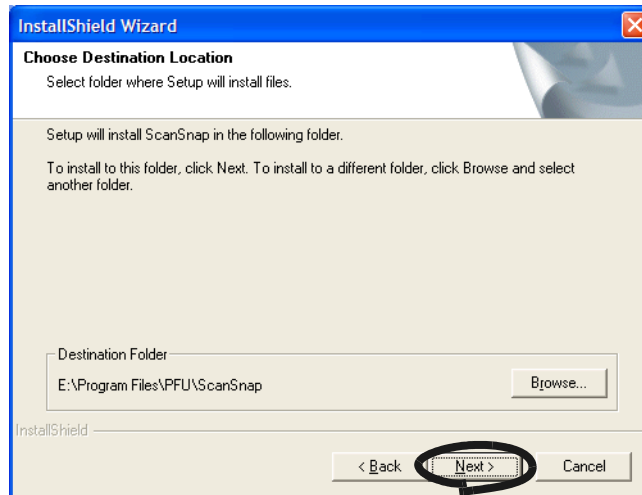 InstallShield Wizard
Choose Destination Location
Select folder where Setup will install files.
Setup will install ScanSnap in the following folder.
To install to this folder, click Next. To install to a different folder, click Browse and select
another folder.
Destination Folder
E:\Program Files\PFU\ScanSnap
Browse...
InstallShield
< Back Next > Cancel